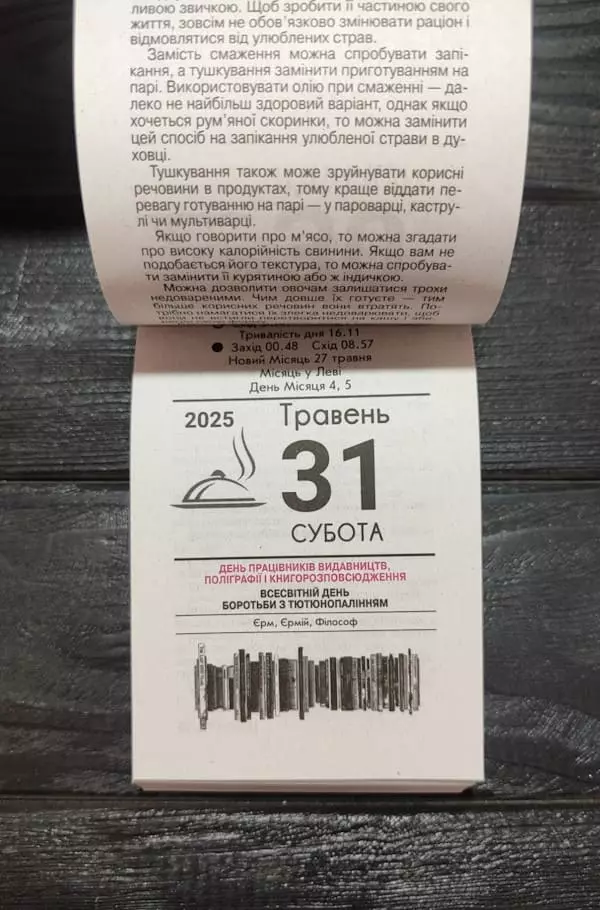 ливою звичкою. Щоб зробити її частиною свого
життя, зовсім не обов'язково змінювати раціон і
відмовлятися від улюблених страв.
Замість смаження можна спробувати запі-
кання, а тушкування замінити приготуванням на
парі. Використовувати олію при смаженні — да-
леко не найбільш здоровий варіант, однак якщо
хочеться рум'яної скоринки, то можна замінити
цей спосіб на запікання улюбленої страви в ду-
ховці.
Тушкування також може зруйнувати корисні
речовини в продуктах, тому краще віддати пе-
ревагу готуванню на парі — у пароварці, каструлі
чи мультиварці.
Якщо говорити про м'ясо, то можна згадати
про високу калорійність свинини. Якщо вам не
подобається його текстура, то можна спробува-
ти замінити її курятиною або ж індичкою.
Можна дозволити овочам залишатися трохи
недовареними. Чим довше їх готуєте — тим
більше корисних речовин вони втратять. По-
трібно намагатися їх злегка недоварювати, щоб
Тривалість дня 16.11
Захід 00.48 Схід 08.57
Новий Місяць 27 травня
Місяць у Леві
День Місяця 4, 5
2025 Травень
31
СУБОТА
ДЕНЬ ПРАЦІВНИКІВ ВИДАВНИЦТВ,
ПОЛІГРАФІЇ І КНИГОРОЗПОВСЮДЖЕННЯ
ВСЕСВІТНІЙ ДЕНЬ
БОРОТЬБИ З ТЮТЮНОПАЛІННЯМ
Єрм, Єрмій, Філософ